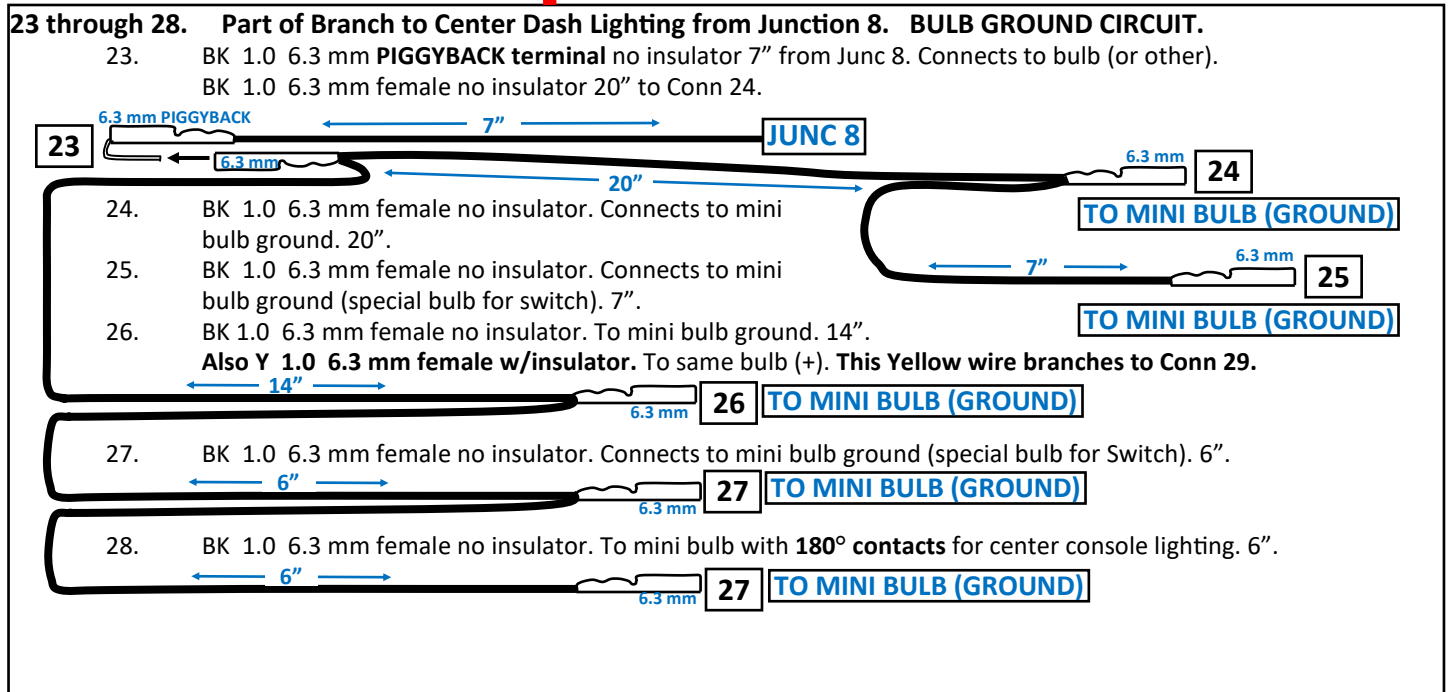 23 through 28. Part of Branch to Center Dash Lighting from Junction 8. BULB GROUND CIRCUIT.
23. BK 1.0 6.3 mm PIGGYBACK terminal no insulator 7” from Junc 8. Connects to bulb (or other).
BK 1.0 6.3 mm female no insulator 20” to Conn 24.
6.3 mm PIGGYBACK
7”
JUNC 8
23
6.3 mm
20”
6.3 mm
24
TO MINI BULB (GROUND)
24. BK 1.0 6.3 mm female no insulator. Connects to mini
bulb ground. 20”.
7”
6.3 mm
25
TO MINI BULB (GROUND)
25. BK 1.0 6.3 mm female no insulator. Connects to mini
bulb ground (special bulb for switch). 7”.
26. BK 1.0 6.3 mm female no insulator. To mini bulb ground. 14”.
Also Y 1.0 6.3 mm female w/insulator. To same bulb (+). This Yellow wire branches to Conn 29.
14”
6.3 mm
26
TO MINI BULB (GROUND)
27. BK 1.0 6.3 mm female no insulator. Connects to mini bulb ground (special bulb for Switch). 6”.
6”
6.3 mm
27
TO MINI BULB (GROUND)
28. BK 1.0 6.3 mm female no insulator. To mini bulb with 180° contacts for center console lighting. 6”.
6”
6.3 mm
27
TO MINI BULB (GROUND)